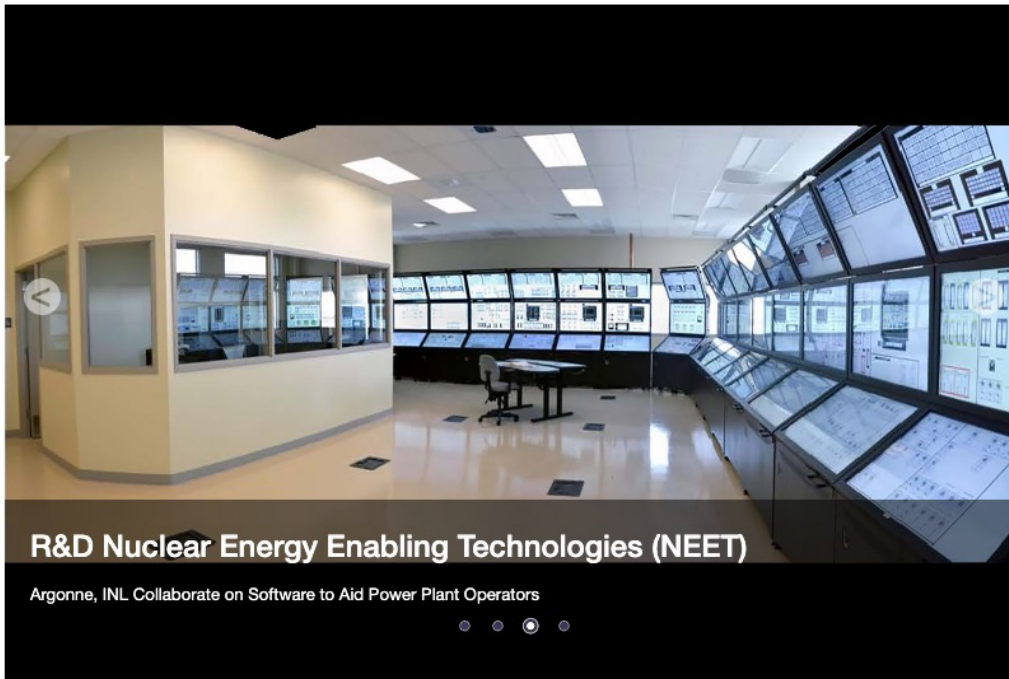 R&D Nuclear Energy Enabling Technologies (NEET)
Argonne, INL Collaborate on Software to Aid Power Plant Operators